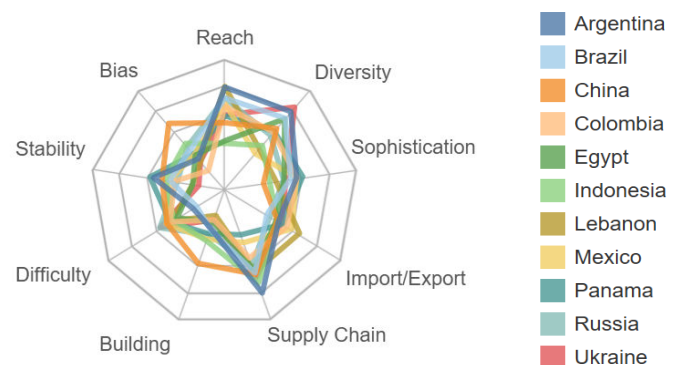 Reach
Diversity
Sophistication
Import/Export
Supply Chain
Building
Difficulty
Stability
Bias
Argentina
Brazil
China
Colombia
Egypt
Indonesia
Lebanon
Mexico
Panama
Russia
Ukraine